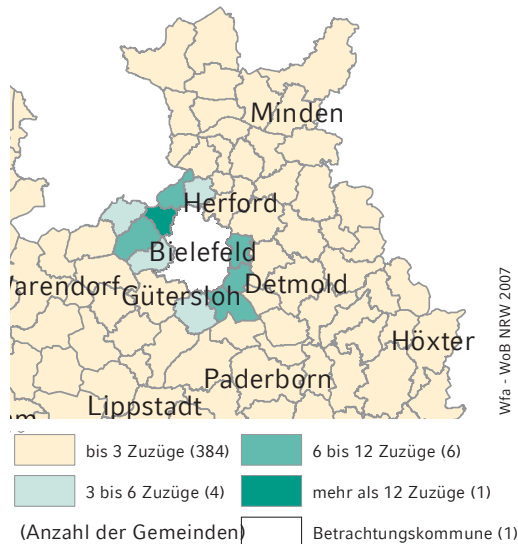 Minden
Herford
Bielefeld
Warendorf
Gütersloh
Detmold
Höxter
Paderborn
Lippstadt
Wfa - WoB NRW 2007
bis 3 Zuzüge (384)
6 bis 12 Zuzüge (6)
3 bis 6 Zuzüge (4)
mehr als 12 Zuzüge (1)
(Anzahl der Gemeinden)
Betrachtungskommune (1)